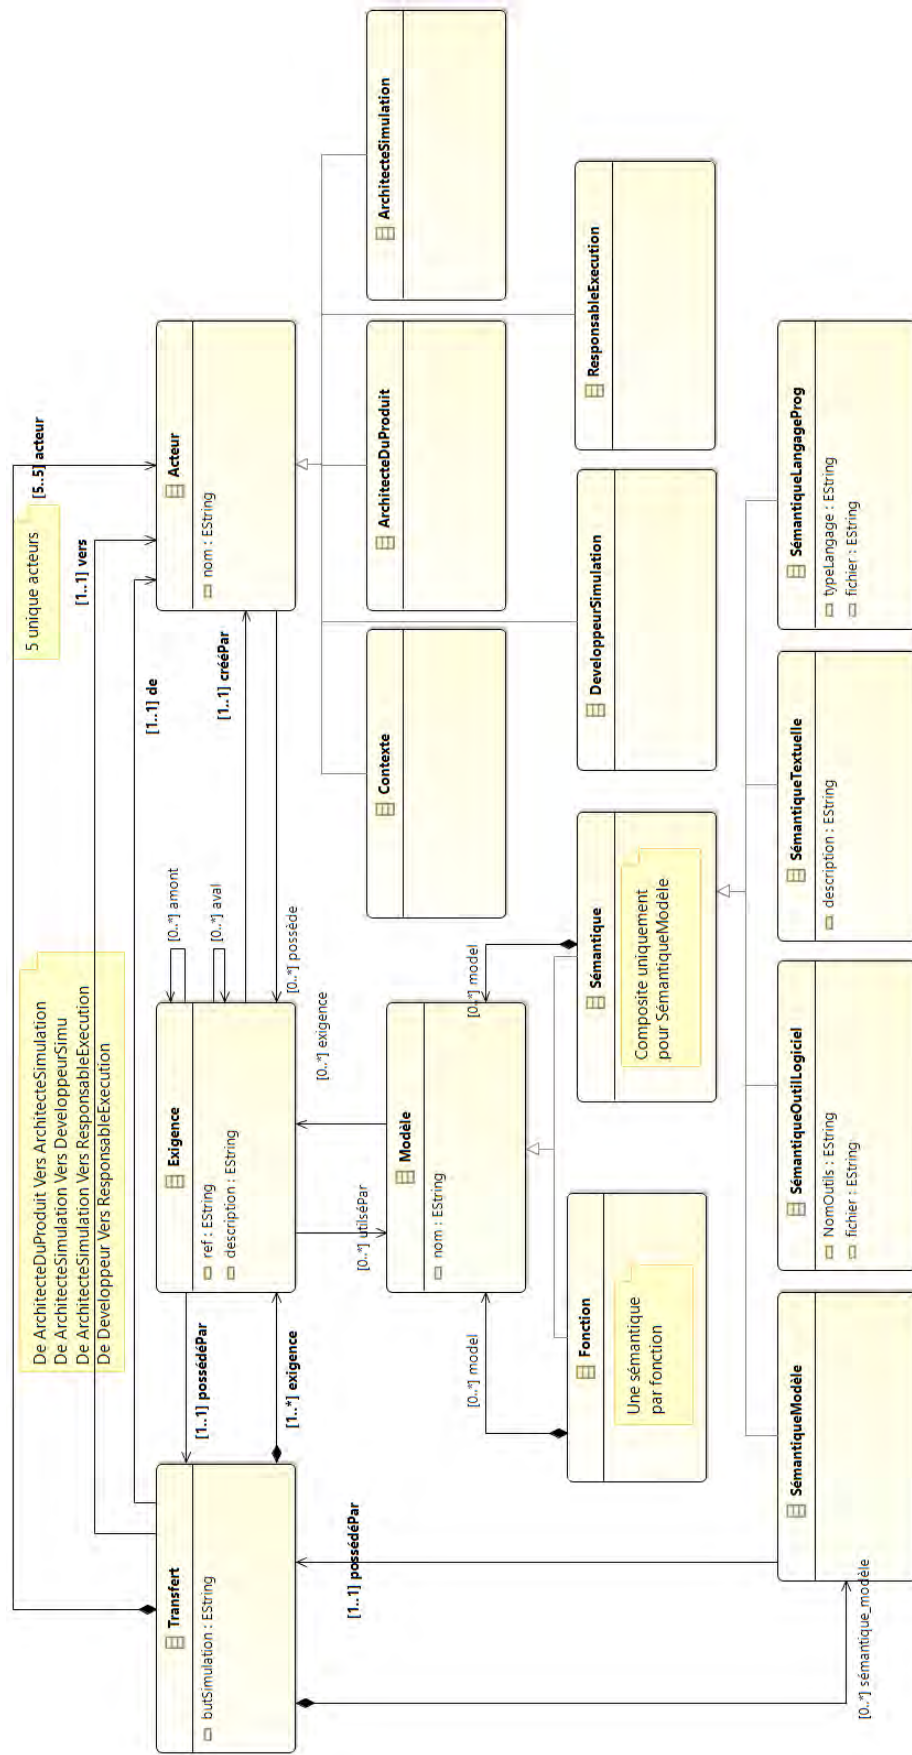 5 unique acteurs
[5..5] acteur
[1..1] vers
[1..1] de
De ArchitecteDuProduit Vers ArchitecteSimulation
De ArchitecteSimulation Vers DeveloppeurSimu
De ArchitecteSimulation Vers ResponsableExecution
De Developpeur Vers ResponsableExecution
Transfert
butSimulation : EString
[1..1] possédéPar
[1..*] exigence
Exigence
ref : EString
description : EString
[0..*] amont
[0..*] aval
[1..1] crééPar
[0..*] possède
Acteur
nom : EString
[0..*] utilséPar
[0..*] exigence
[1..1] possédéPar
[0..*] model
Modèle
nom : EString
[0..*] model
Contexte
ArchitecteDuProduit
ArchitecteSimulation
Fonction
Une sémantique
par fonction
Sémantique
Composite uniquement
pour SémantiqueModèle
DeveloppeurSimulation
ResponsableExecution
[0..*] sémantique_modèle
SémantiqueModèle
SémantiqueOutilLogiciel
NomOutils : EString
fichier : EString
SémantiqueTextuelle
description : EString
SémantiqueLangageProg
typeLangage : EString
fichier : EString